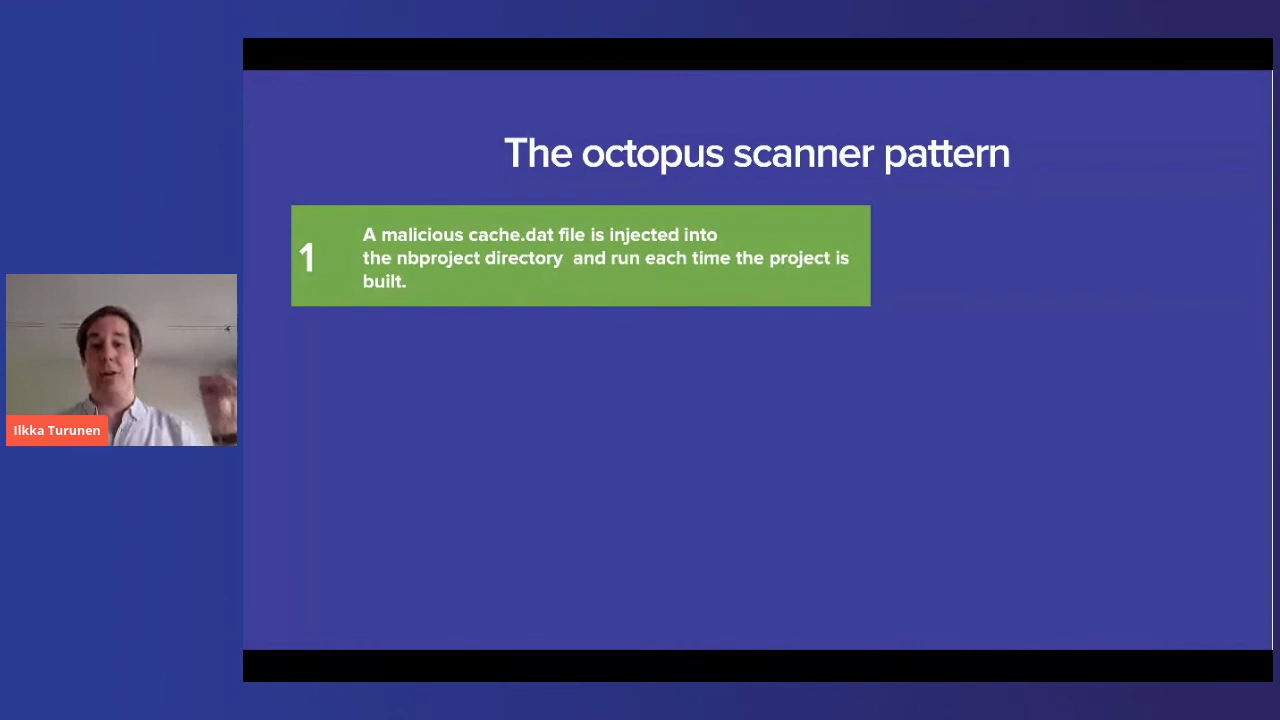 The octopus scanner pattern
1
A malicious cache.dat file is injected into
the nbproject directory  and run each time the project is
built.
Ilkka Turunen